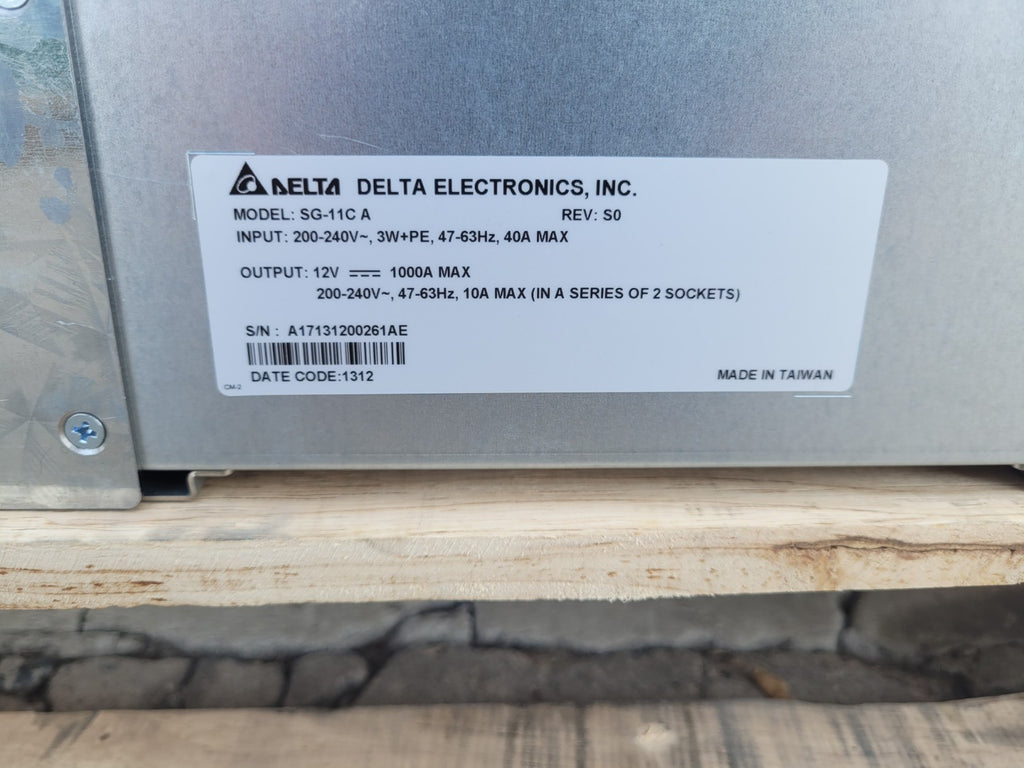 DELTA DELTA ELECTRONICS, INC.
MODEL: SG-11C A REV: S0
INPUT: 200-240V~, 3W+PE, 47-63Hz, 40A MAX
OUTPUT: 12V ⎓ 1000A MAX
200-240V~, 47-63Hz, 10A MAX (IN A SERIES OF 2 SOCKETS)
S/N : A17131200261AE
DATE CODE:1312
CM-2
MADE IN TAIWAN